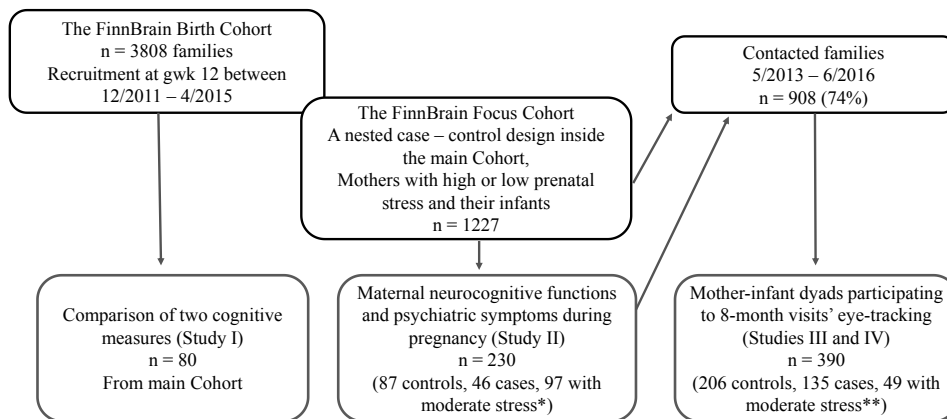 The FinnBrain Birth Cohort
n = 3808 families
Recruitment at gwk 12 between
12/2011 – 4/2015
The FinnBrain Focus Cohort
A nested case – control design inside
the main Cohort,
Mothers with high or low prenatal
stress and their infants
n = 1227
Contacted families
5/2013 – 6/2016
n = 908 (74%)
Comparison of two cognitive
measures (Study I)
n = 80
From main Cohort
Maternal neurocognitive functions
and psychiatric symptoms during
pregnancy (Study II)
n = 230
(87 controls, 46 cases, 97 with
moderate stress*)
Mother-infant dyads participating
to 8-month visits’ eye-tracking
(Studies III and IV)
n = 390
(206 controls, 135 cases, 49 with
moderate stress**)